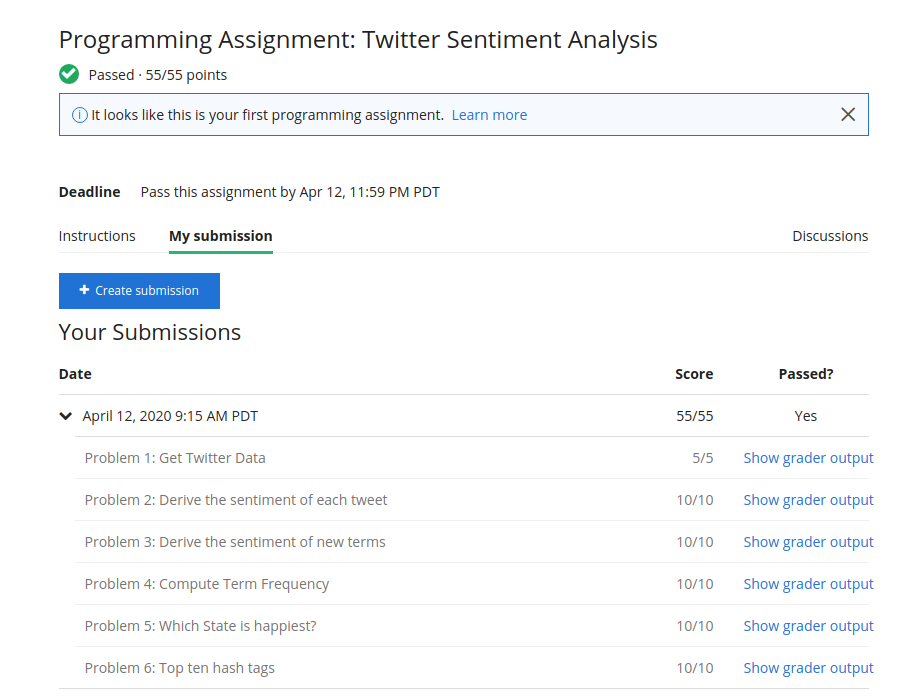 Programming Assignment: Twitter Sentiment Analysis
Passed · 55/55 points
It looks like this is your first programming assignment. Learn more
Deadline Pass this assignment by Apr 12, 11:59 PM PDT
Instructions My submission Discussions
+ Create submission
Your Submissions
Date Score Passed?
April 12, 2020 9:15 AM PDT 55/55 Yes
Problem 1: Get Twitter Data 5/5 Show grader output
Problem 2: Derive the sentiment of each tweet 10/10 Show grader output
Problem 3: Derive the sentiment of new terms 10/10 Show grader output
Problem 4: Compute Term Frequency 10/10 Show grader output
Problem 5: Which State is happiest? 10/10 Show grader output
Problem 6: Top ten hash tags 10/10 Show grader output